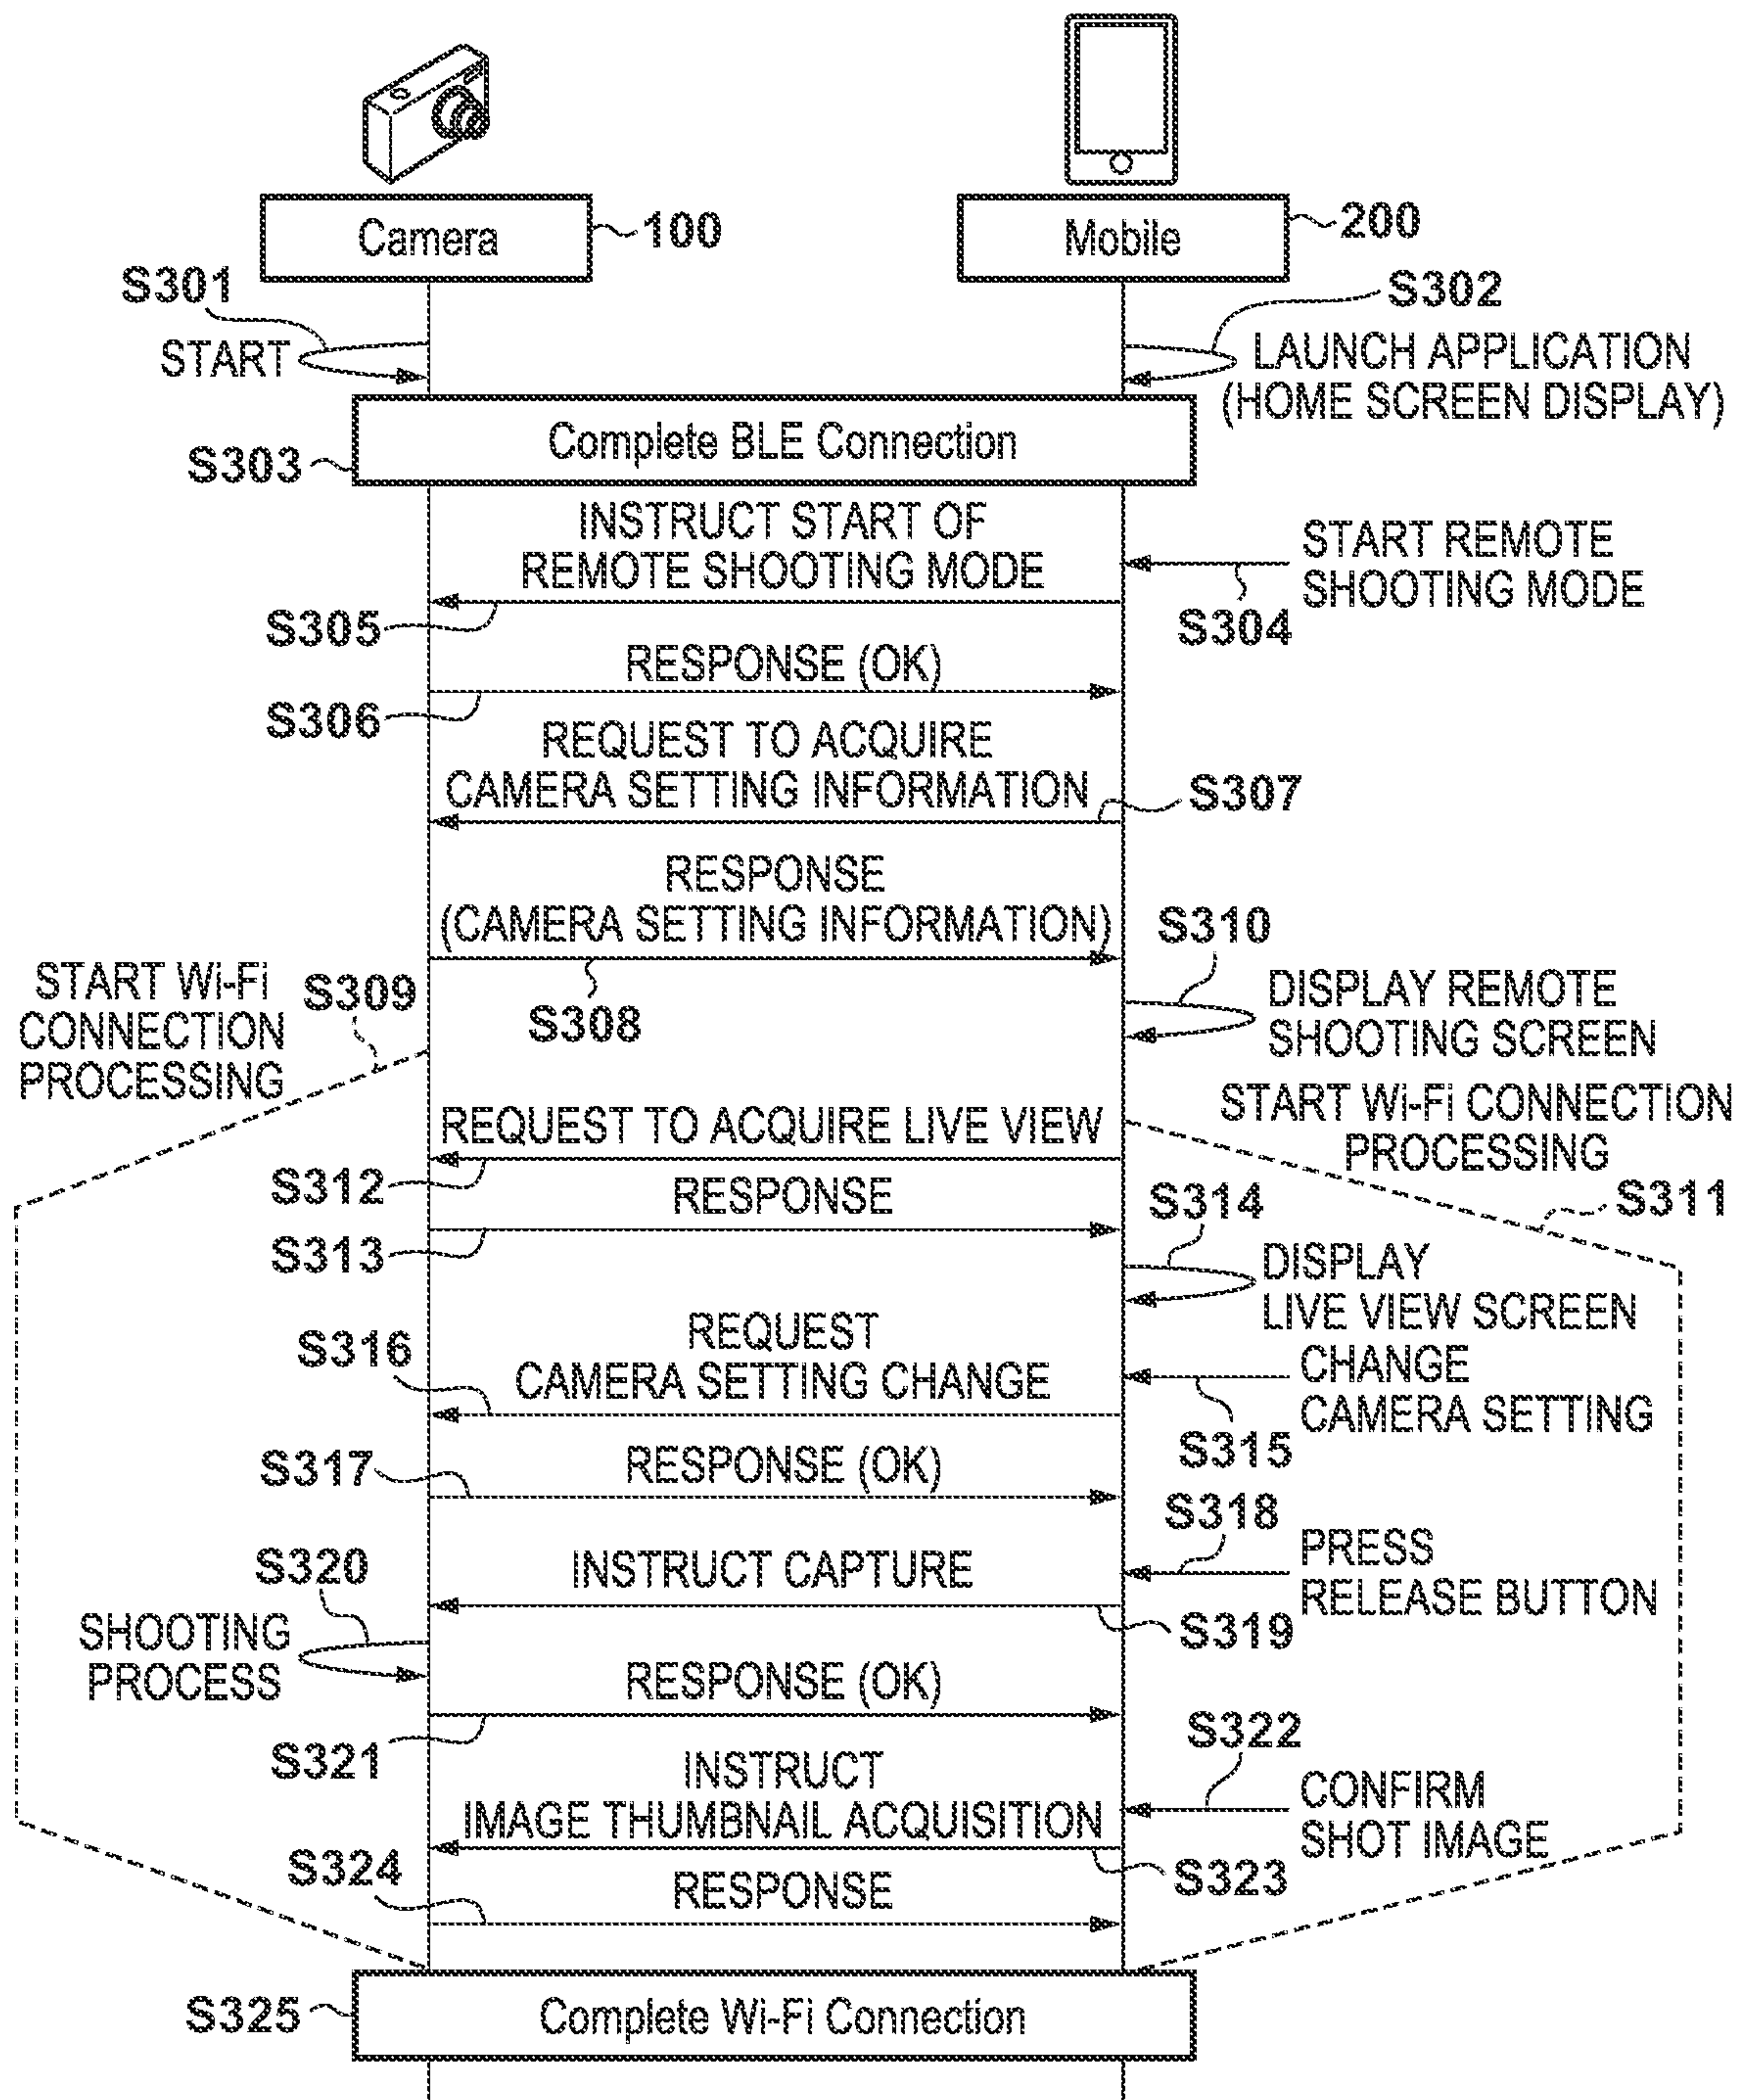 Camera
100
Mobile
200
S301
START
S302
LAUNCH APPLICATION
(HOME SCREEN DISPLAY)
Complete BLE Connection
S303
INSTRUCT START OF
REMOTE SHOOTING MODE
START REMOTE
SHOOTING MODE
S304
S305
RESPONSE (OK)
S306
REQUEST TO ACQUIRE
CAMERA SETTING INFORMATION
S307
RESPONSE
(CAMERA SETTING INFORMATION)
S308
S310
DISPLAY REMOTE
SHOOTING SCREEN
START Wi-Fi
CONNECTION
PROCESSING
S309
START Wi-Fi CONNECTION
PROCESSING
S311
REQUEST TO ACQUIRE LIVE VIEW
S312
RESPONSE
S313
S314
DISPLAY
LIVE VIEW SCREEN
CHANGE
CAMERA SETTING
S315
REQUEST
CAMERA SETTING CHANGE
S316
RESPONSE (OK)
S317
S318
PRESS
RELEASE BUTTON
INSTRUCT CAPTURE
S319
S320
SHOOTING
PROCESS
RESPONSE (OK)
S321
S322
CONFIRM
SHOT IMAGE
INSTRUCT
IMAGE THUMBNAIL ACQUISITION
S323
S324
RESPONSE
Complete Wi-Fi Connection
S325